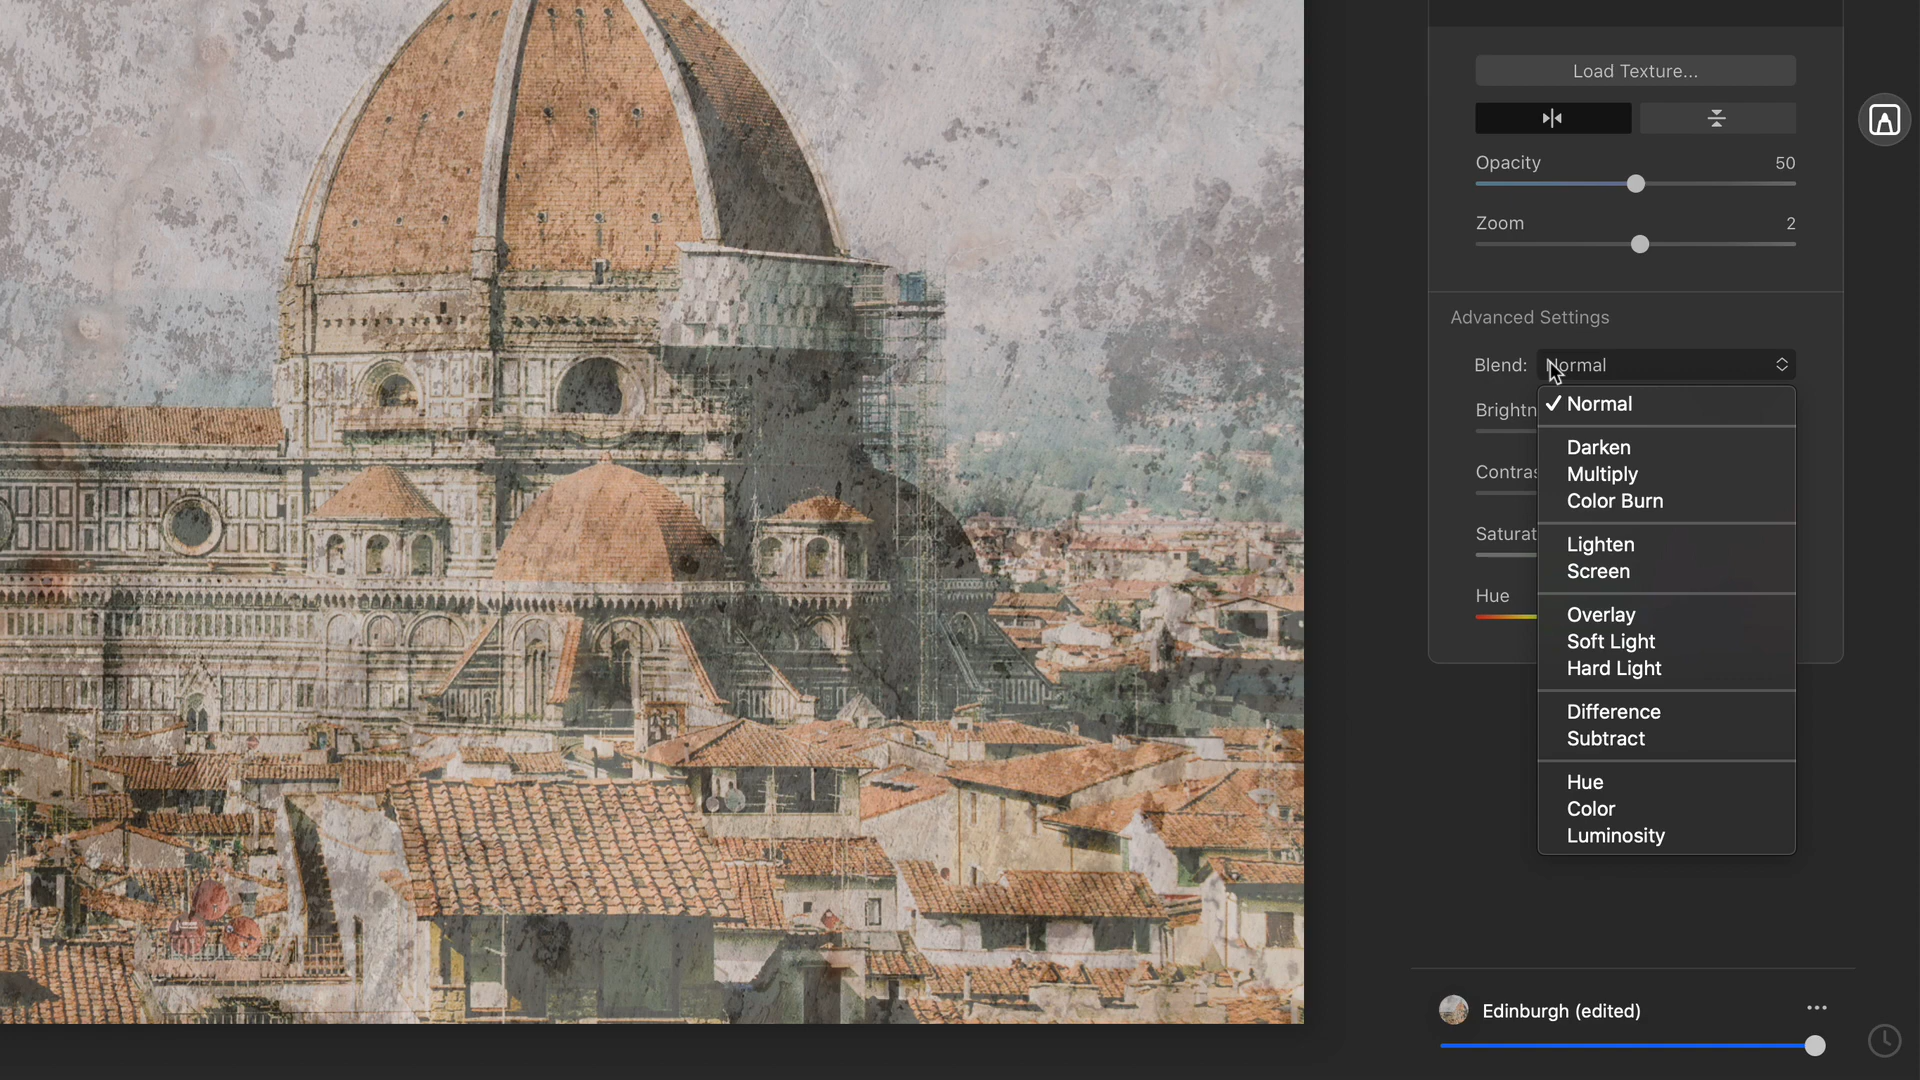 Load Texture...
Opacity 50
Zoom 2
Advanced Settings
Blend: Normal
Normal
Brightn
Darken
Multiply
Contras
Color Burn
Saturat
Lighten
Screen
Hue
Overlay
Soft Light
Hard Light
Difference
Subtract
Hue
Color
Luminosity
Edinburgh (edited)